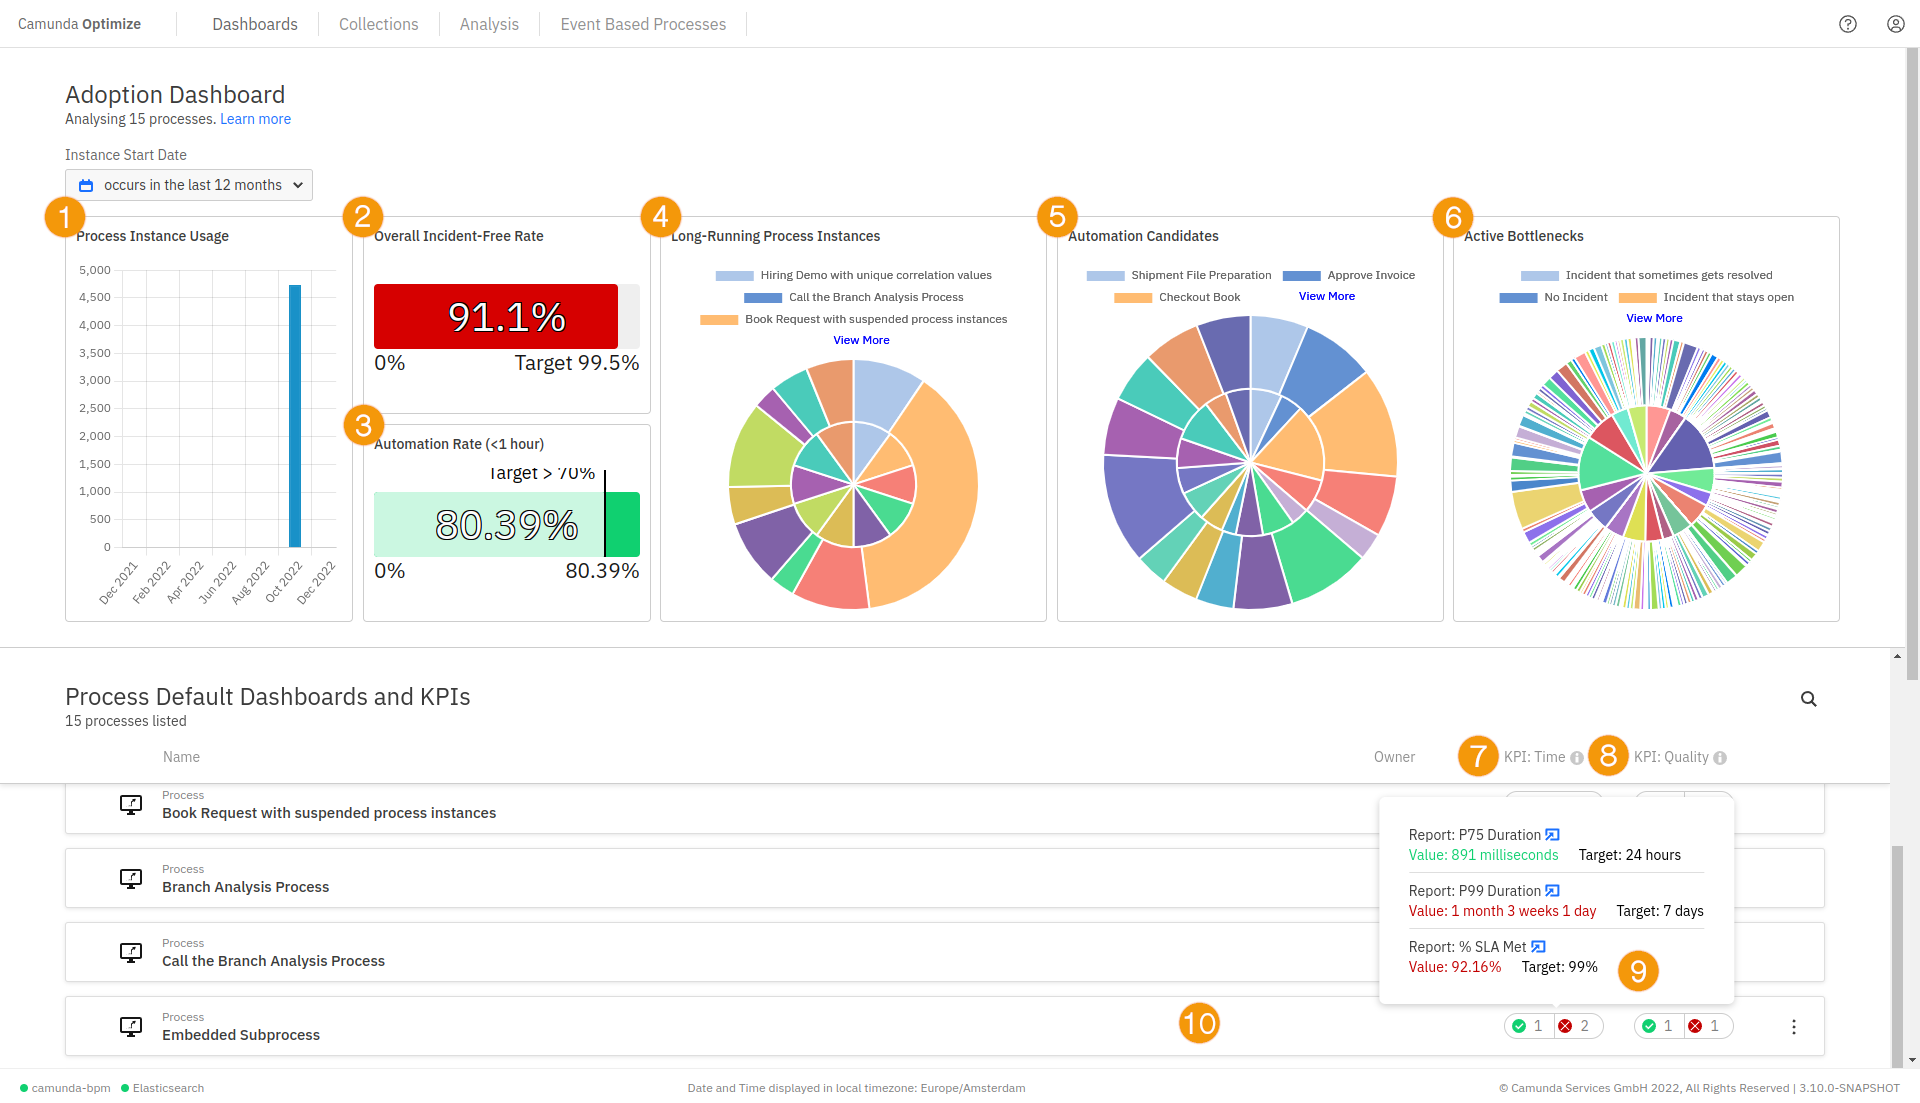 Camunda Optimize
Dashboards
Collections
Analysis
Event Based Processes
Adoption Dashboard
Analysing 15 processes. Learn more
Instance Start Date
occurs in the last 12 months
1
Process Instance Usage
5,000
4,500
4,000
3,500
3,000
2,500
2,000
1,500
1,000
500
0
Dec 2021
Feb 2022
Apr 2022
Jun 2022
Aug 2022
Oct 2022
Dec 2022
2
Overall Incident-Free Rate
91.1%
0%
Target 99.5%
3
Automation Rate (<1 hour)
Target > 70%
80.39%
0%
80.39%
4
Long-Running Process Instances
Hiring Demo with unique correlation values
Call the Branch Analysis Process
Book Request with suspended process instances
View More
5
Automation Candidates
Shipment File Preparation
Approve Invoice
Checkout Book
View More
6
Active Bottlenecks
Incident that sometimes gets resolved
No Incident
Incident that stays open
View More
Process Default Dashboards and KPIs
15 processes listed
Name
Owner
7
KPI: Time
8
KPI: Quality
Process
Book Request with suspended process instances
Process
Branch Analysis Process
Process
Call the Branch Analysis Process
Process
Embedded Subprocess
Report: P75 Duration
Value: 891 milliseconds Target: 24 hours
Report: P99 Duration
Value: 1 month 3 weeks 1 day Target: 7 days
Report: % SLA Met
Value: 92.16% Target: 99%
9
10
1 2
1 1
camunda-bpm
Elasticsearch
Date and Time displayed in local timezone: Europe/Amsterdam
© Camunda Services GmbH 2022, All Rights Reserved | 3.10.0-SNAPSHOT